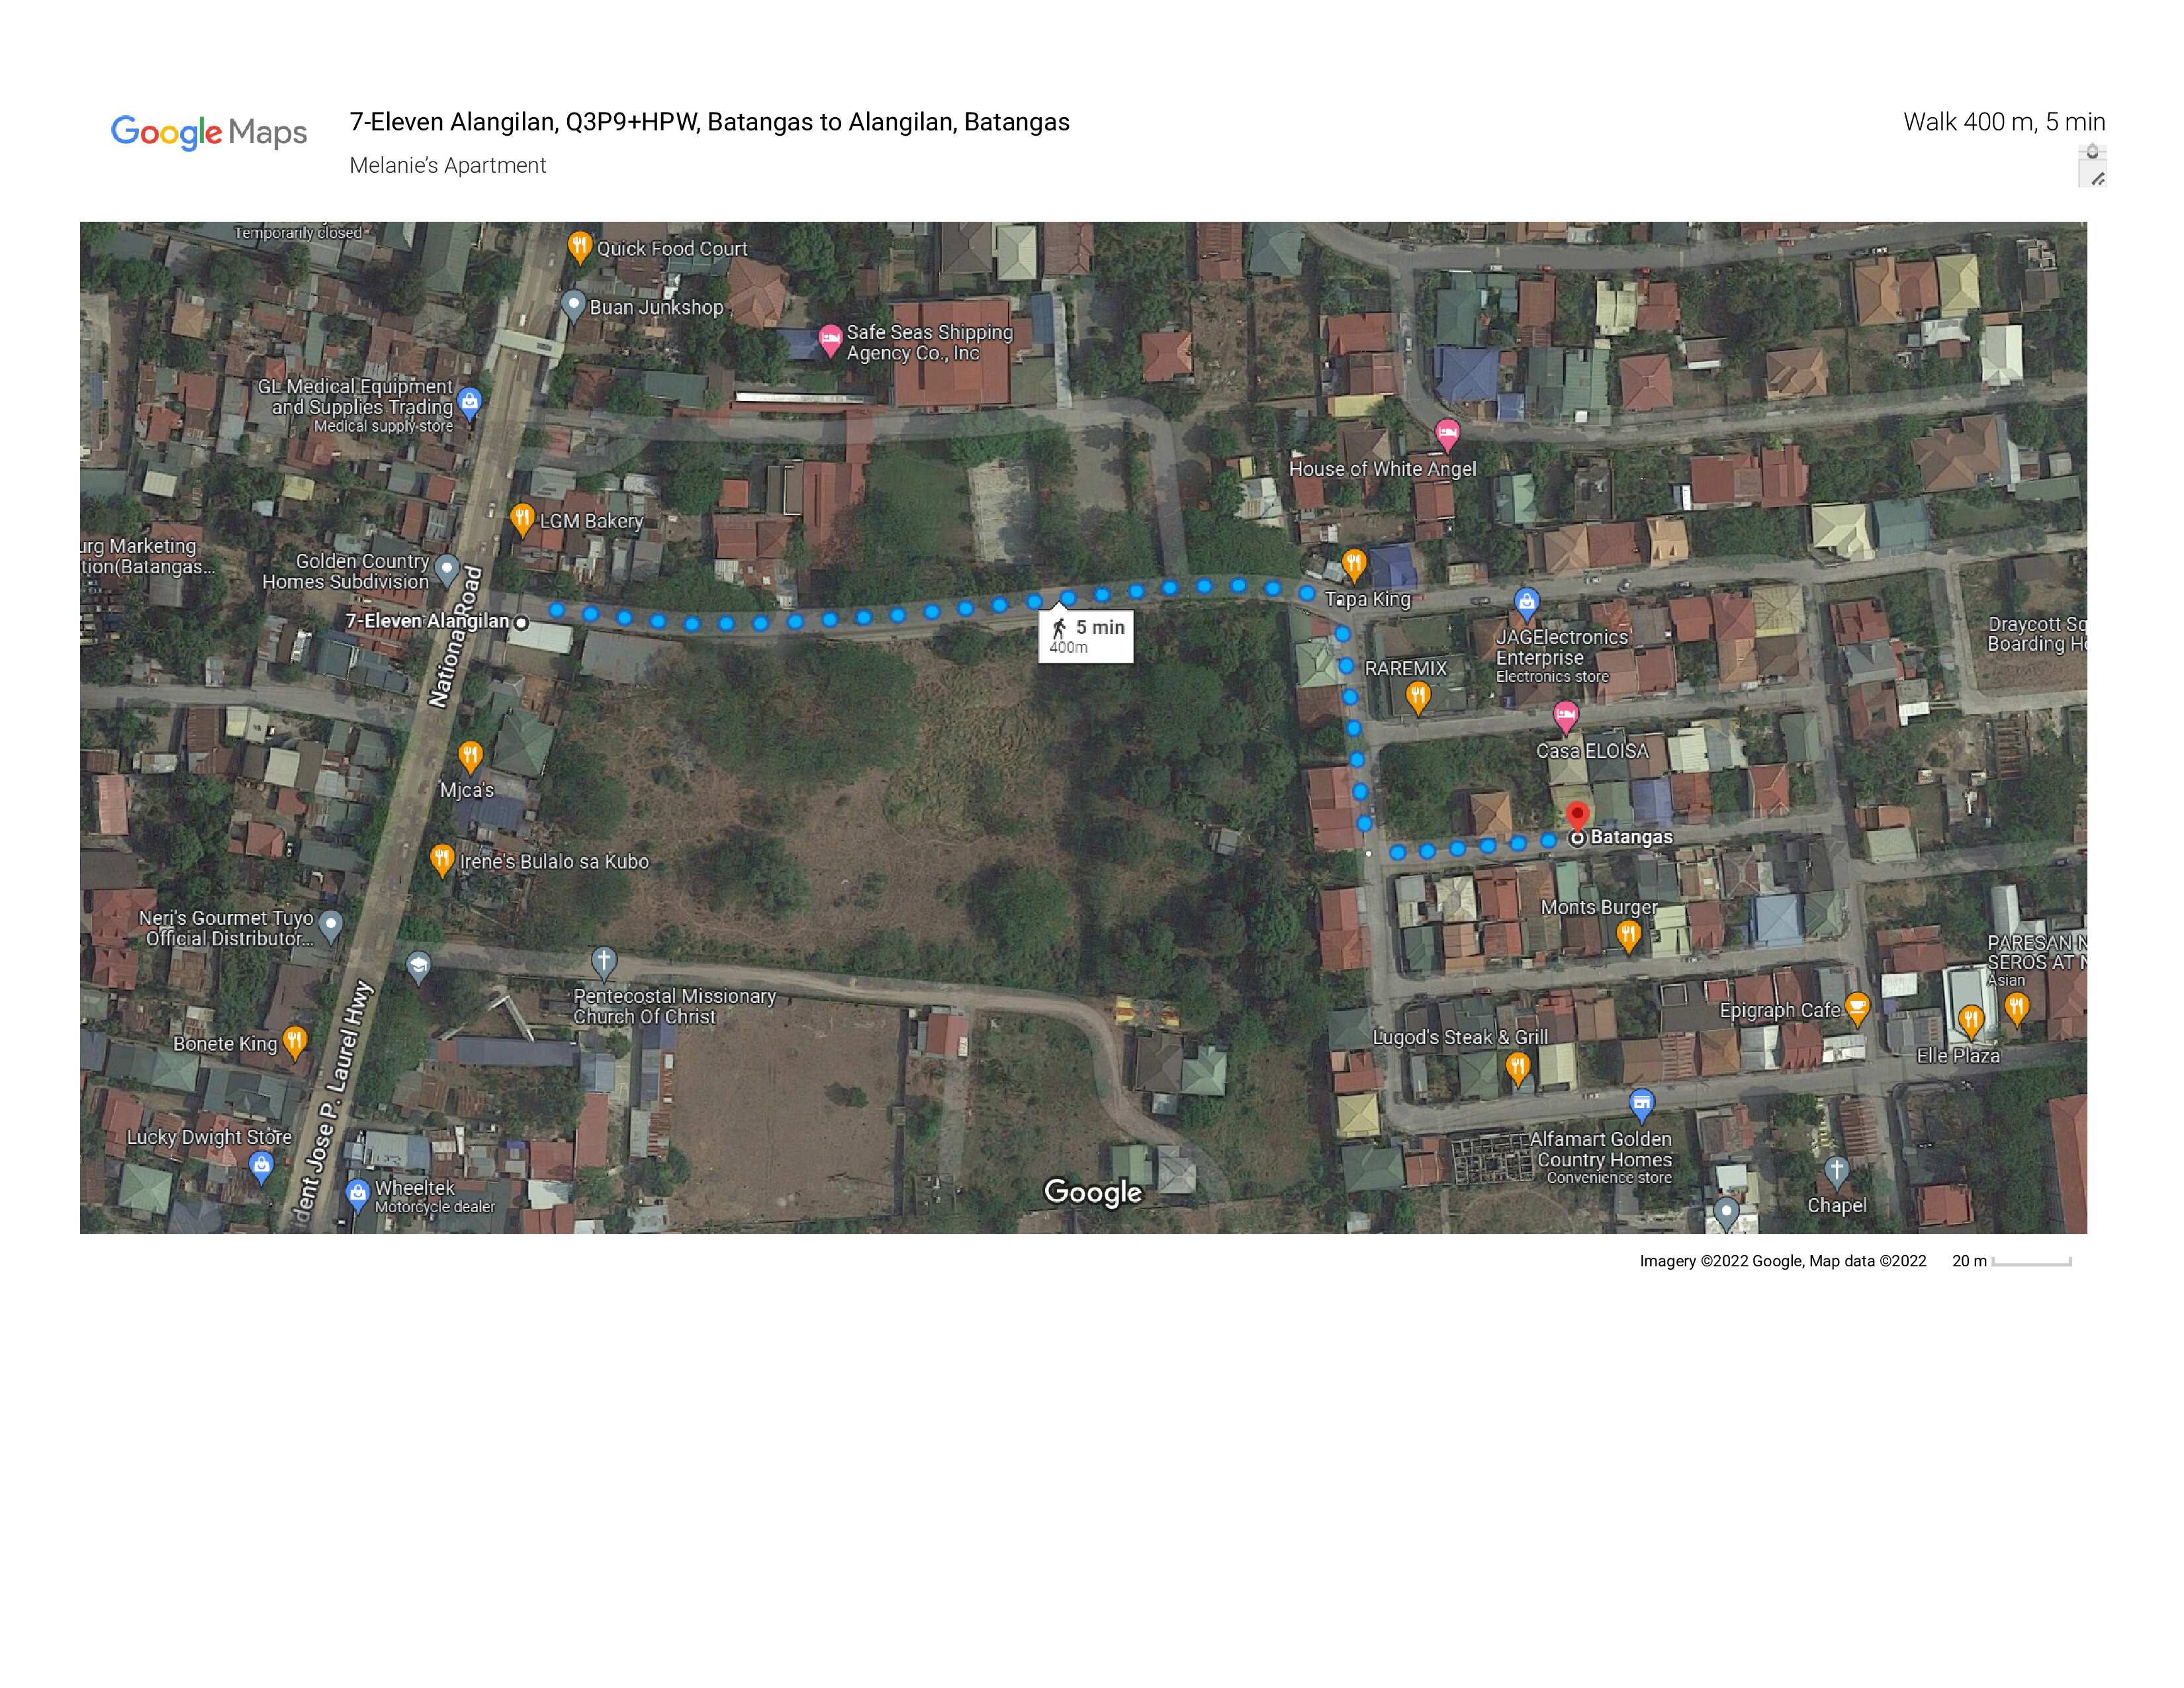 Google Maps
7-Eleven Alangilan, Q3P9+HPW, Batangas to Alangilan, Batangas
Melanie's Apartment
Walk 400 m, 5 min
Temporarily closed
Quick Food Court
Buan Junkshop
Safe Seas Shipping
Agency Co., Inc
GL Medical Equipment
and Supplies Trading
Medical supply store
House of White Angel
LGM Bakery
urg Marketing
tion(Batangas...
Golden Country
Homes Subdivision
7-Eleven Alangilan
National Road
5 min
400m
Tapa King
JAGElectronics
Enterprise
Electronics store
Draycott Sq
Boarding Ho
RAREMIX
Casa ELOISA
Mjca's
Batangas
Irene's Bulalo sa Kubo
Monts Burger
Neri's Gourmet Tuyo
Official Distributor...
PARESAN N
SEROS AT N
Asian
Pentecostal Missionary
Church Of Christ
Epigraph Cafe
Bonete King
Lugod's Steak & Grill
Elle Plaza
dent Jose P. Laurel Hwy
Lucky Dwight Store
Alfamart Golden
Country Homes
Convenience store
Wheeltek
Motorcycle dealer
Google
Chapel
Imagery ©2022 Google, Map data ©2022 20 m